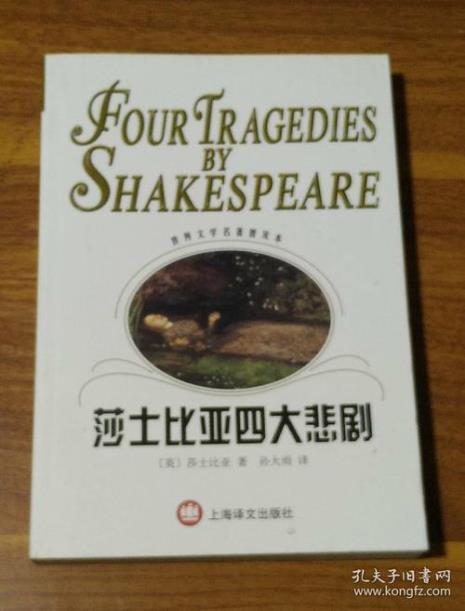 FOUR TRAGEDIES
BY
SHAKESPEARE
世界文学名著普及本
莎士比亚四大悲剧
〔英〕莎士比亚 著 孙大雨 译
上海译文出版社
孔夫子旧书网
www.kongfz.com